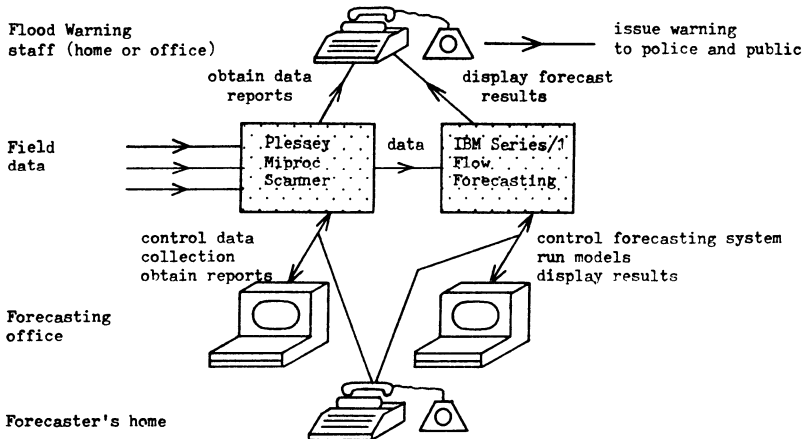 Flood Warning
staff (home or office)
issue warning
to police and public
obtain data
reports
display forecast
results
Field
data
Plessey
Miproc
Scanner
data
IBM Series/1
Flow
Forecasting
control data
collection
obtain reports
control forecasting system
run models
display results
Forecasting
office
Forecaster's home